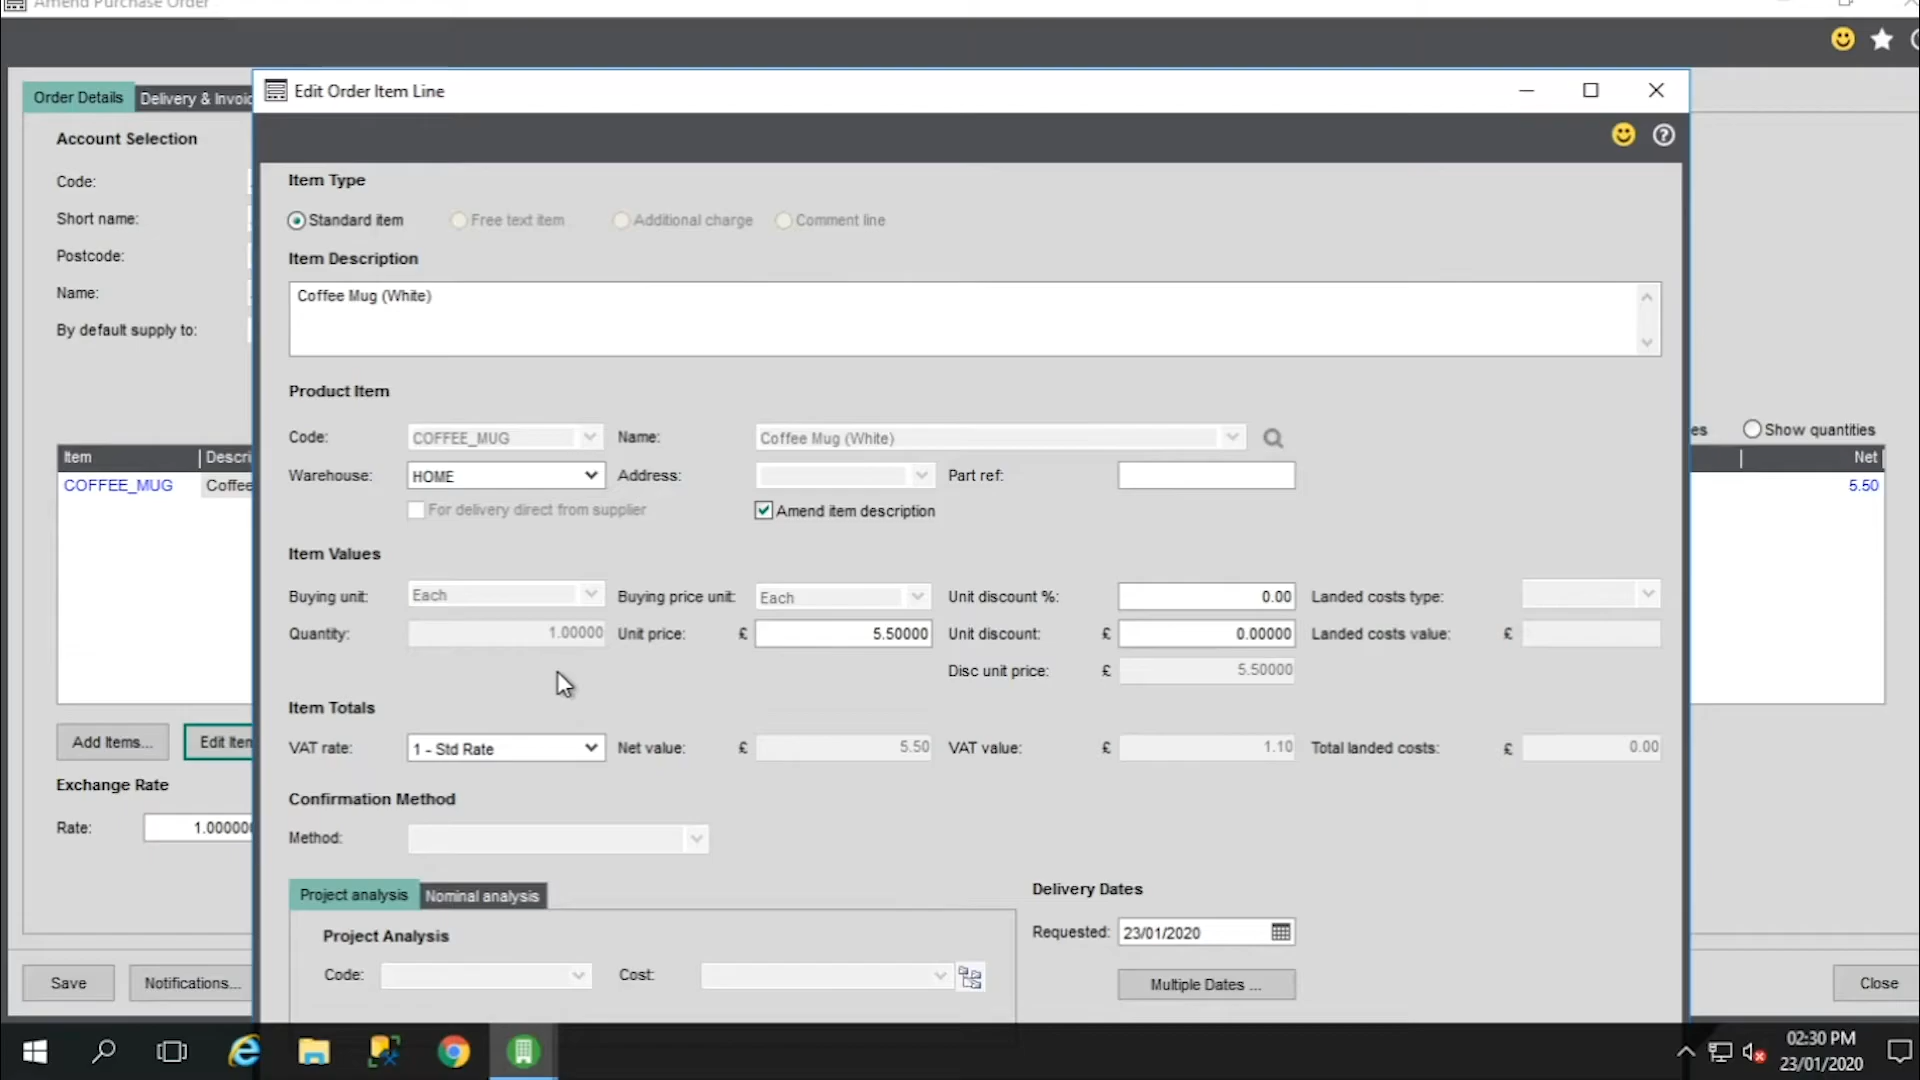 Amend Purchase Order
Edit Order Item Line
Order Details
Delivery & Invoic
Account Selection
Code:
Short name:
Postcode:
Name:
By default supply to:
Item Type
Standard item
Free text item
Additional charge
Comment line
Item Description
Coffee Mug (White)
Product Item
Code:
COFFEE_MUG
Name:
Coffee Mug (White)
Warehouse:
HOME
Address:
Part ref:
For delivery direct from supplier
Amend item description
es
Show quantities
Item
Descri
Net
COFFEE_MUG
Coffee
5.50
Item Values
Buying unit:
Each
Buying price unit:
Each
Unit discount %:
0.00
Landed costs type:
Quantity:
1.00000
Unit price:
£
5.50000
Unit discount:
£
0.00000
Landed costs value:
£
Disc unit price:
£
5.50000
Item Totals
VAT rate:
1 - Std Rate
Net value:
£
5.50
VAT value:
£
1.10
Total landed costs:
£
0.00
Add Items...
Edit Item
Exchange Rate
Rate:
1.000000
Confirmation Method
Method:
Project analysis
Nominal analysis
Project Analysis
Code:
Cost:
Delivery Dates
Requested:
23/01/2020
Multiple Dates ...
Save
Notifications...
Close
02:30 PM
23/01/2020